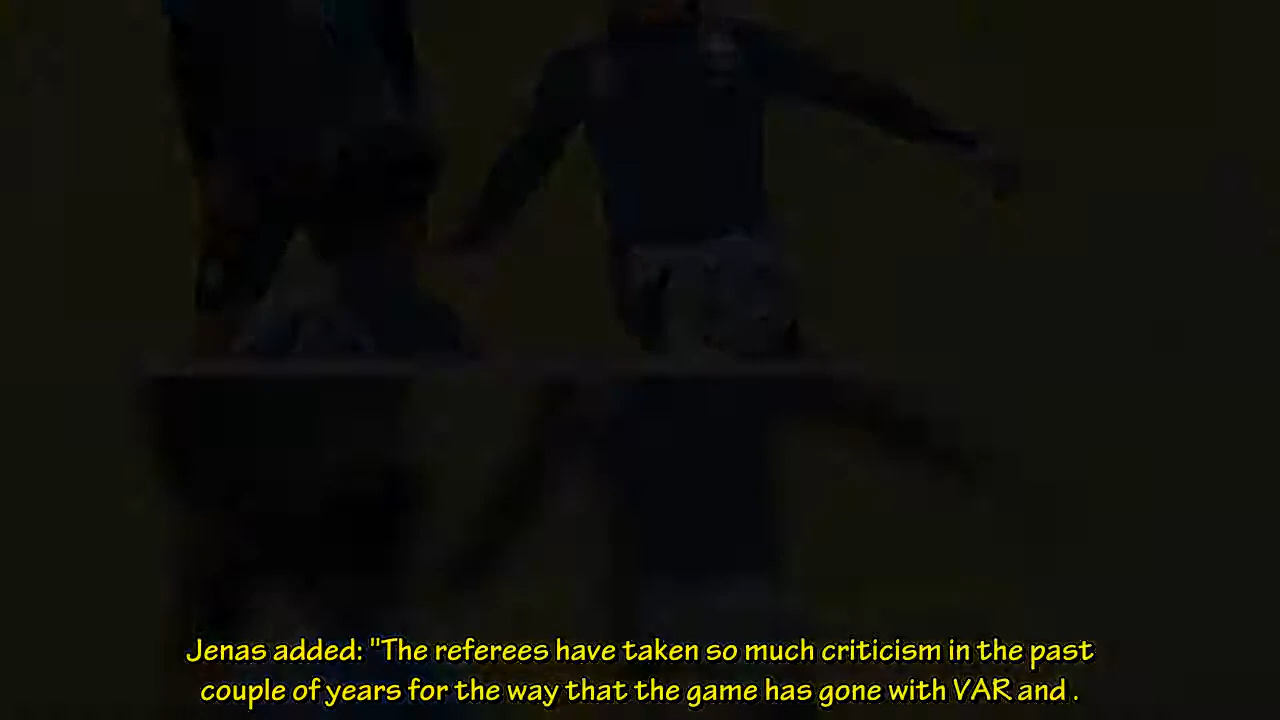 Jenas added: "The referees have taken so much criticism in the past
couple of years for the way that the game has gone with VAR and .